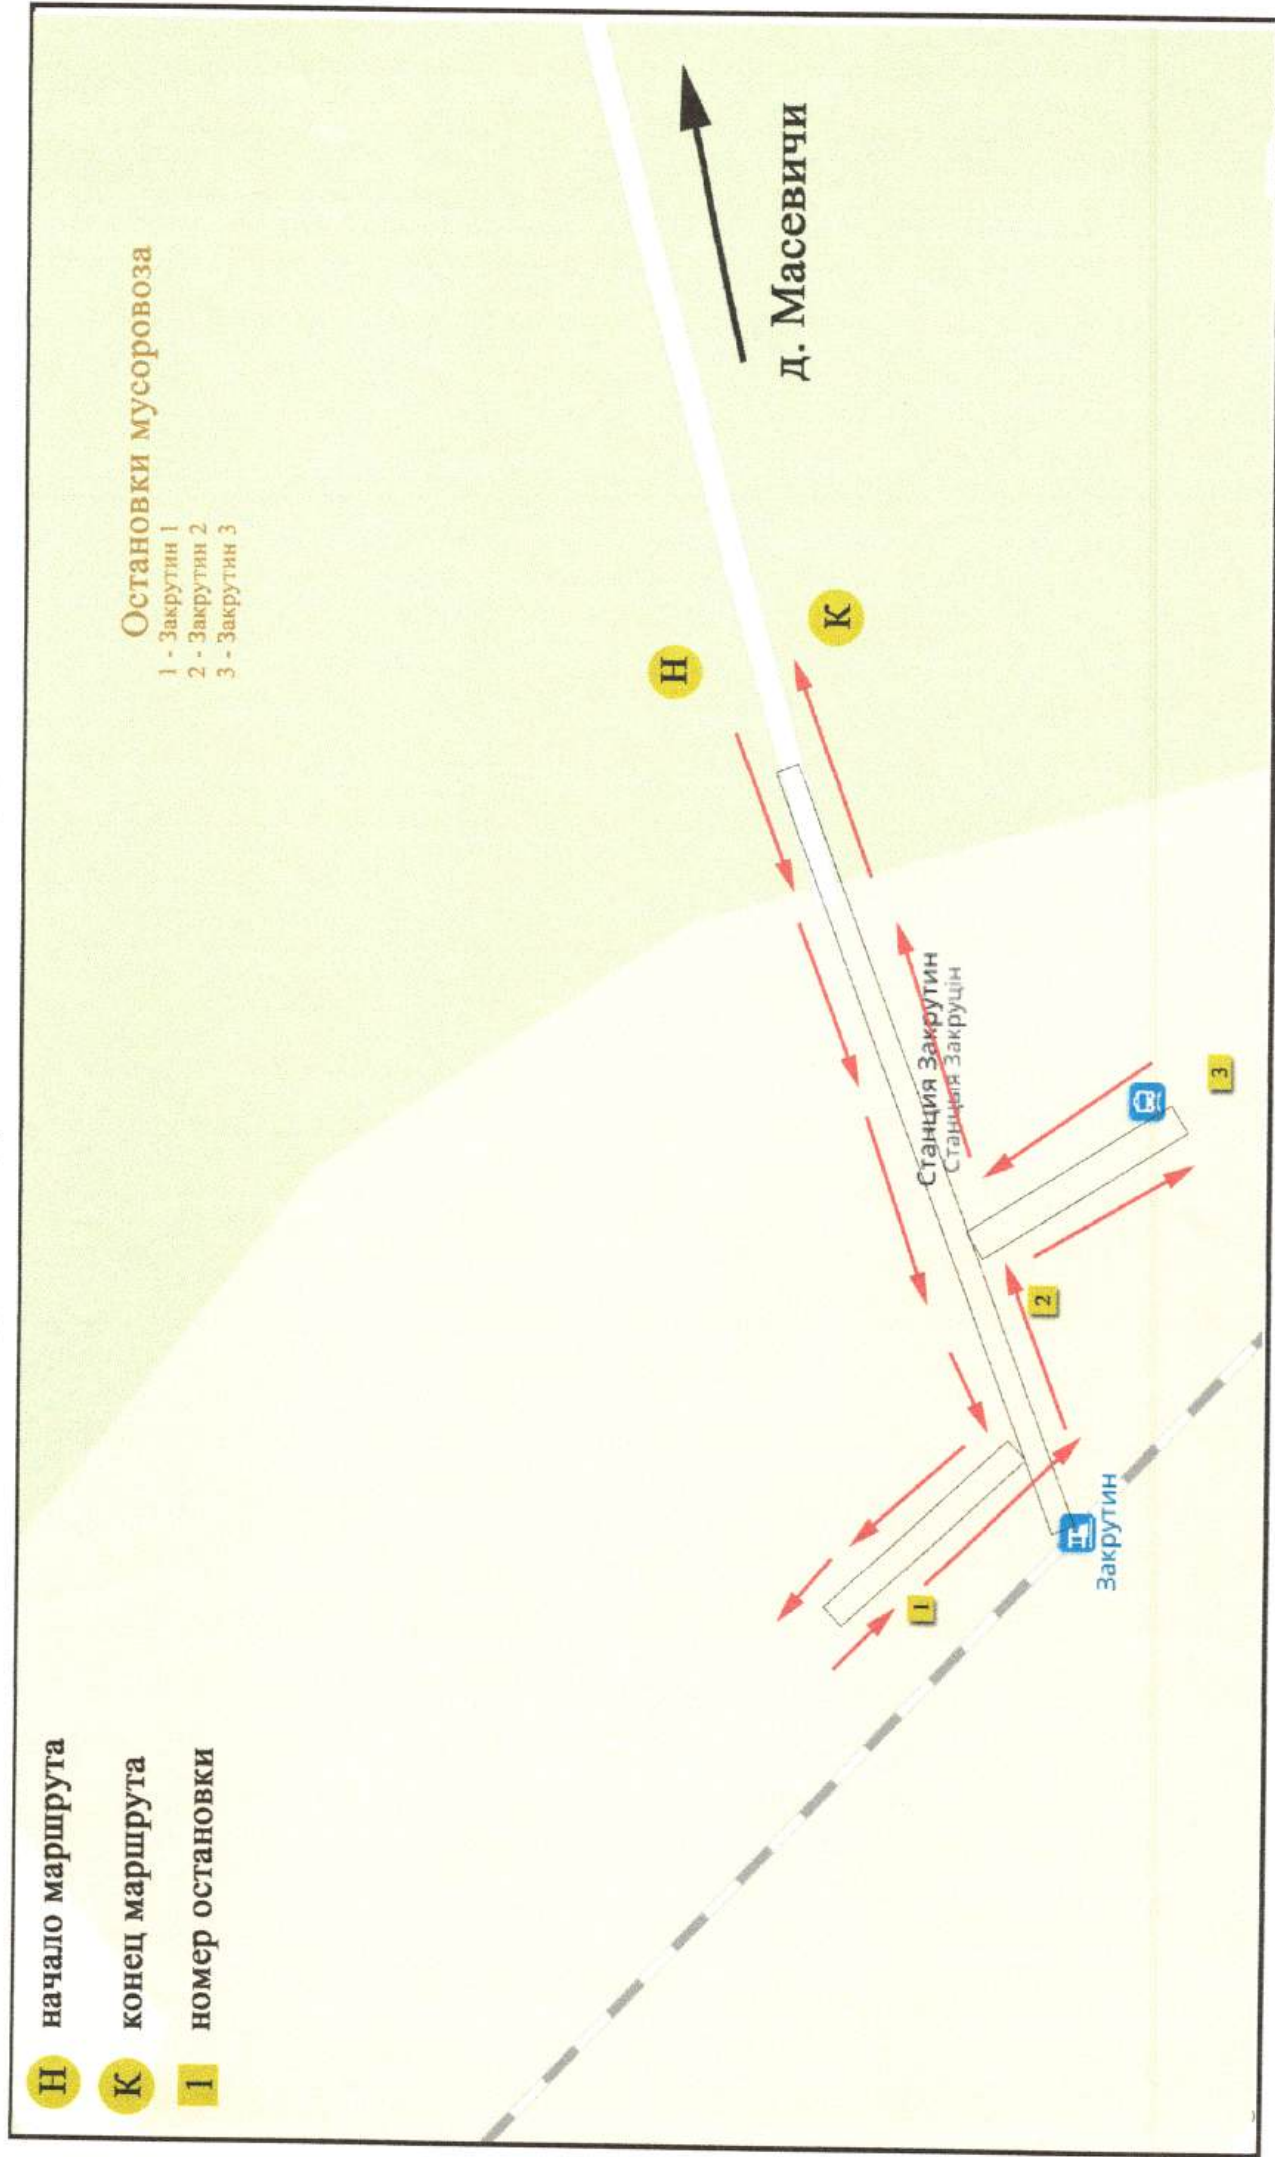 Н начало маршрута
К конец маршрута
1 номер остановки
Остановки мусоровоза
1 - Закрутин 1
2 - Закрутин 2
3 - Закрутин 3
Н
К
д. Масевичи
Станция Закрутин
Станцыя Закруцін
1
2
3
Закрутин